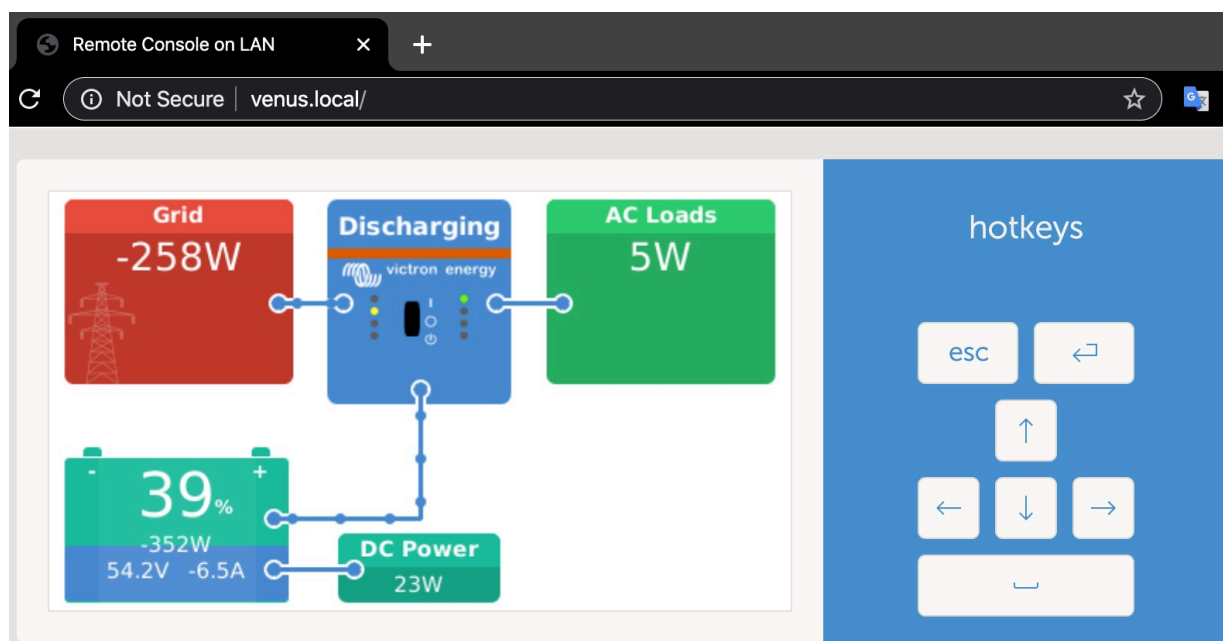 Remote Console on LAN
Not Secure venus.local/
Grid
-258W
Discharging
victron energy
AC Loads
5W
- +
39%
-352W
54.2V -6.5A
DC Power
23W
hotkeys
esc